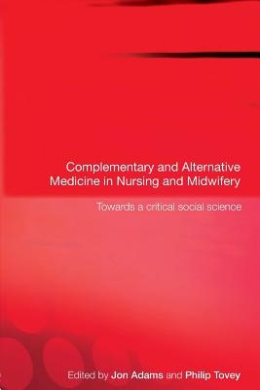 Complementary and Alternative
Medicine in Nursing and Midwifery
Towards a critical social science
Edited by Jon Adams and Philip Tovey